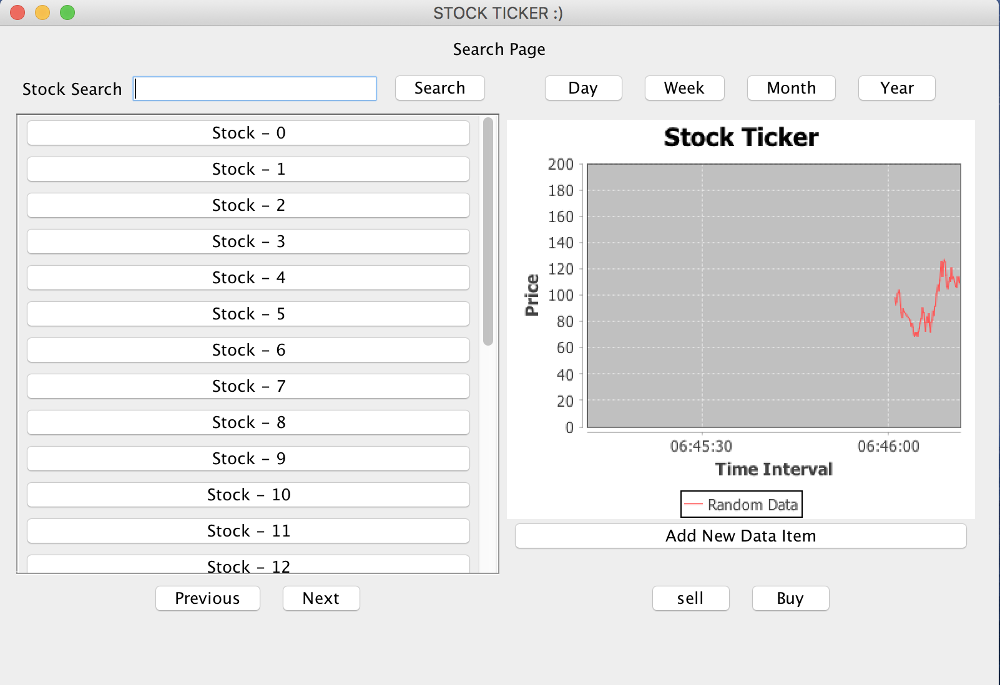 STOCK TICKER :)
Search Page
Stock Search
Search
Day
Week
Month
Year
Stock - 0
Stock - 1
Stock - 2
Stock - 3
Stock - 4
Stock - 5
Stock - 6
Stock - 7
Stock - 8
Stock - 9
Stock - 10
Stock - 11
Stock - 12
Previous
Next
Stock Ticker
200
180
160
140
120
100
80
60
40
20
0
Price
06:45:30
06:46:00
Time Interval
Random Data
Add New Data Item
sell
Buy